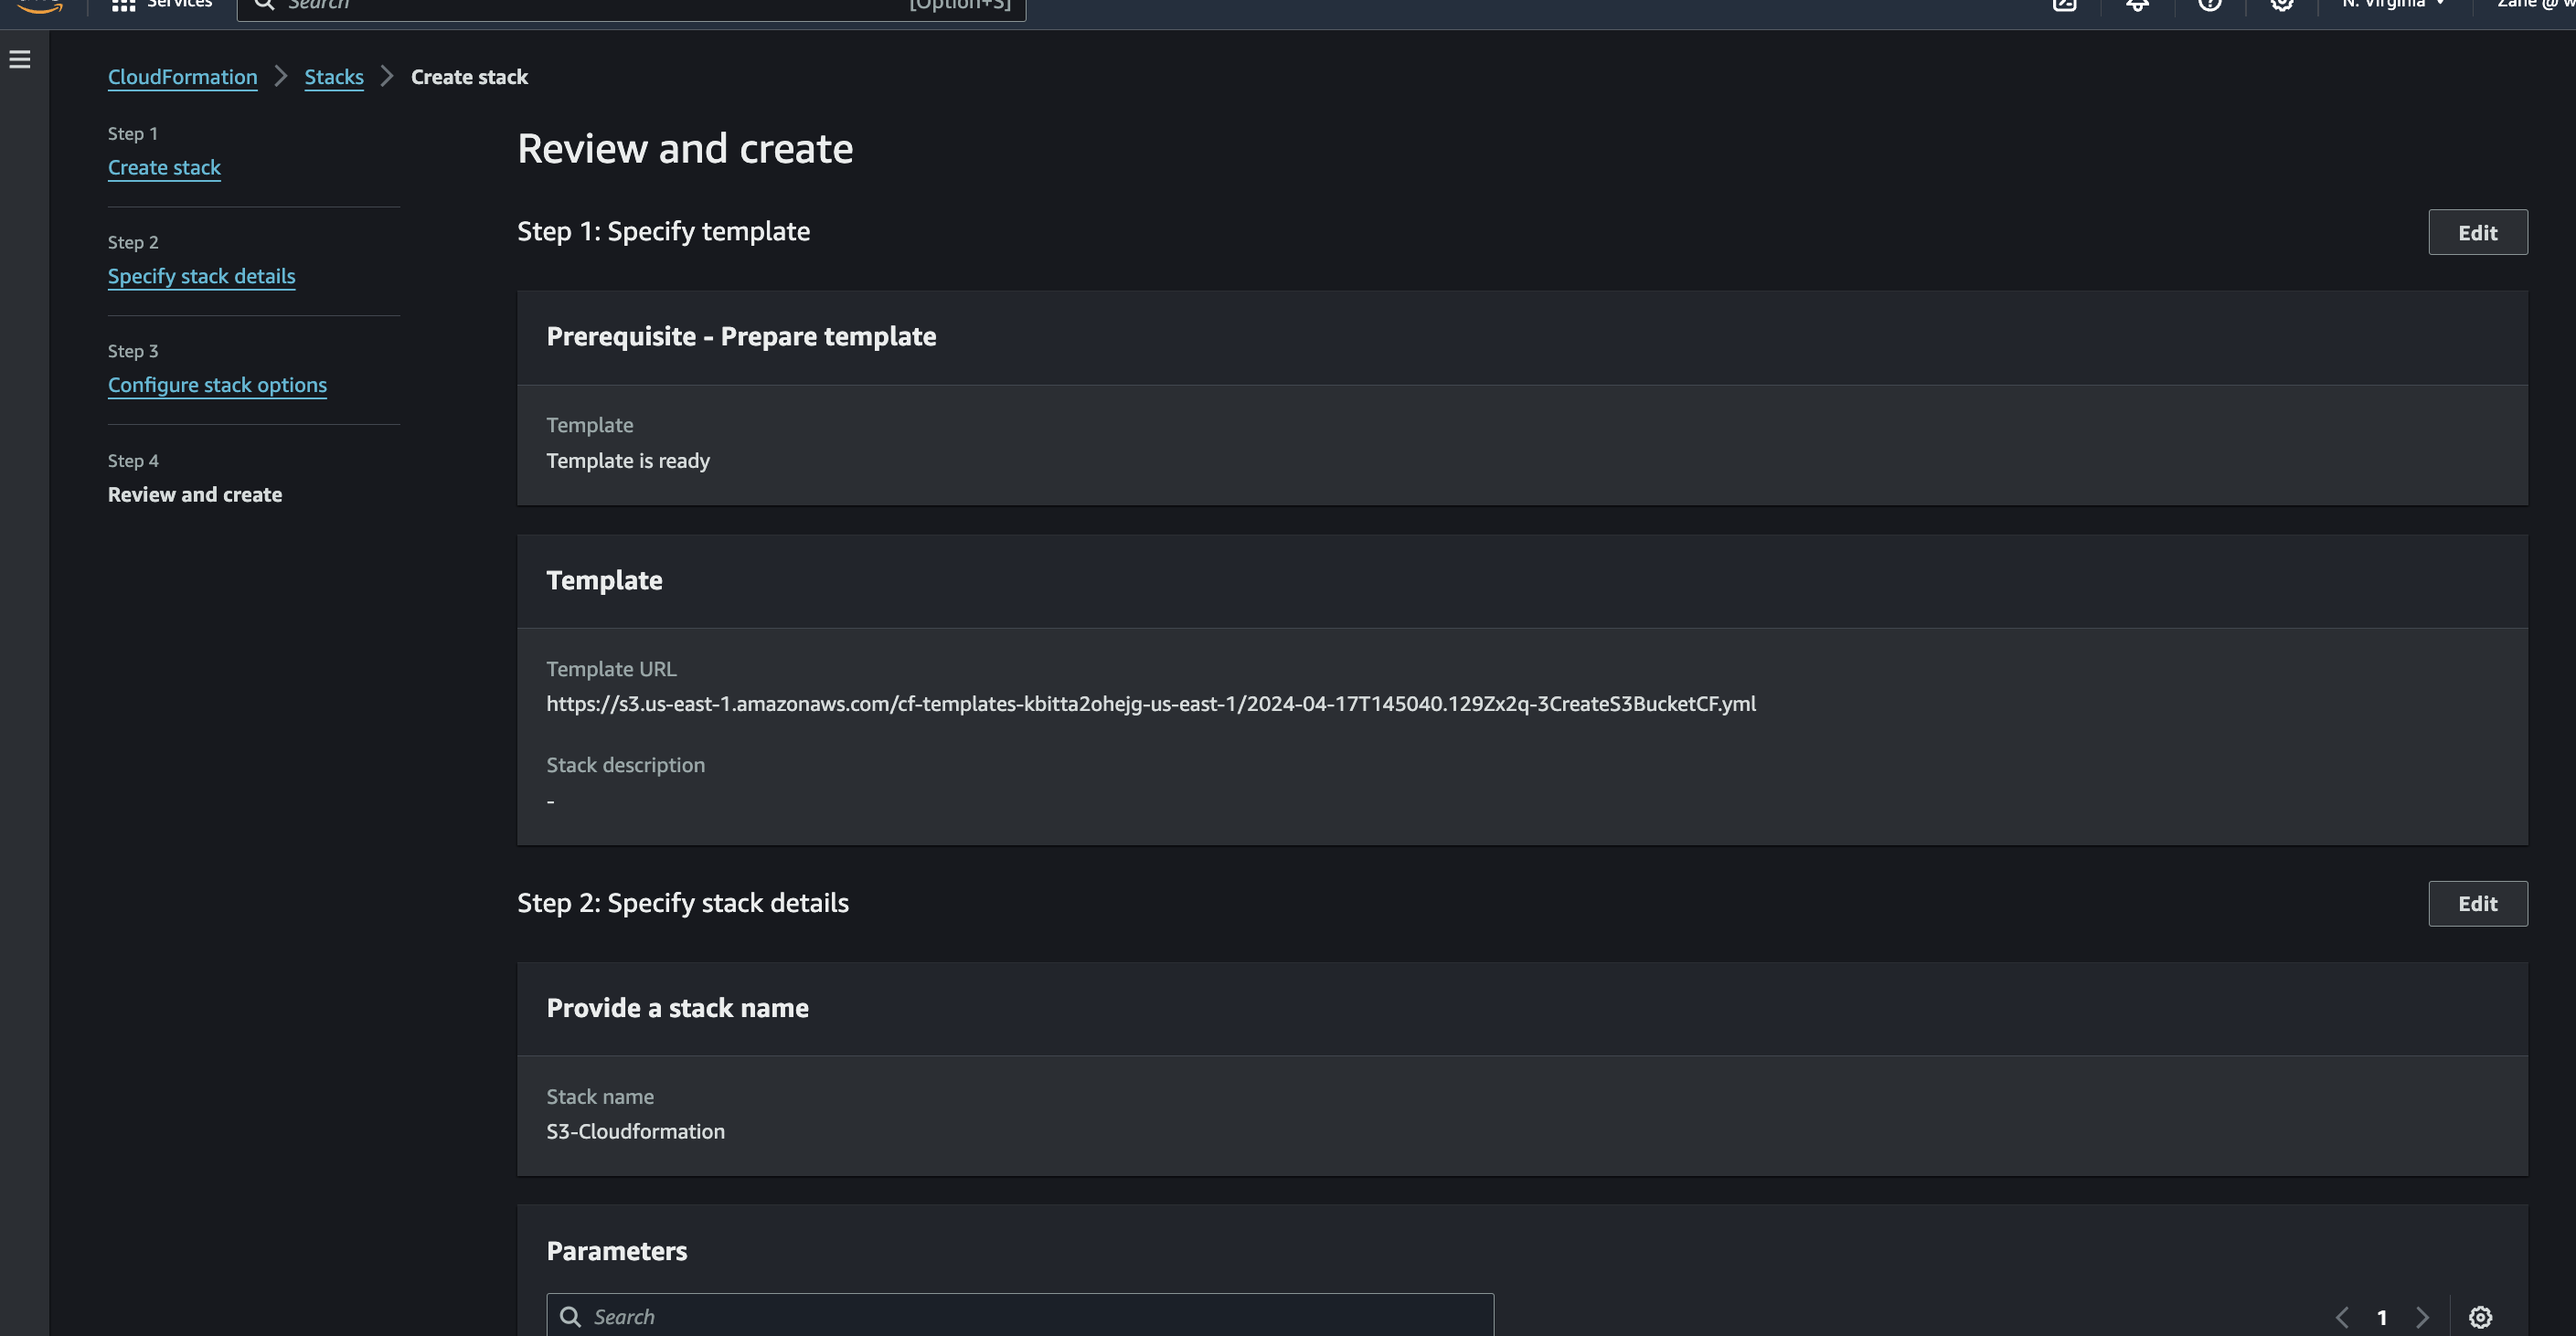 Services
Search
[Option+S]
N. Virginia
Zane @ w
CloudFormation
Stacks
Create stack
Step 1
Create stack
Step 2
Specify stack details
Step 3
Configure stack options
Step 4
Review and create
Review and create
Step 1: Specify template
Edit
Prerequisite - Prepare template
Template
Template is ready
Template
Template URL
https://s3.us-east-1.amazonaws.com/cf-templates-kbitta2ohejg-us-east-1/2024-04-17T145040.129Zx2q-3CreateS3BucketCF.yml
Stack description
-
Step 2: Specify stack details
Edit
Provide a stack name
Stack name
S3-Cloudformation
Parameters
Search
1